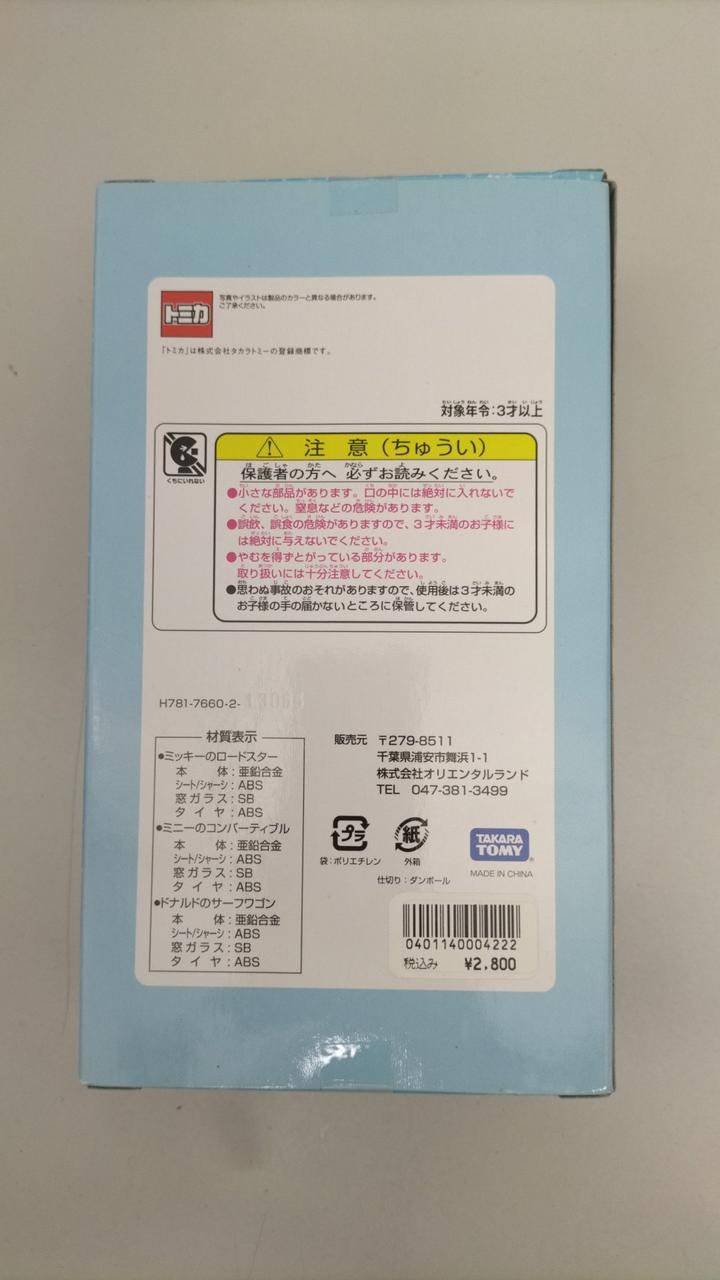 トミカ
写真やイラストは製品のカラーと異なる場合があります。
ご了承ください。
「トミカ」は株式会社タカラトミーの登録商標です。
対象年令:3才以上
くちにいれない
注 意(ちゅうい)
保護者の方へ 必ずお読みください。
●小さな部品があります。口の中には絶対に入れないで
ください。窒息などの危険があります。
●誤飲、誤食の危険がありますので、3才未満のお子様に
は絶対に与えないでください。
●やむを得ずとがっている部分があります。
取り扱いには十分注意してください。
●思わぬ事故のおそれがありますので、使用後は3才未満の
お子様の手の届かないところに保管してください。
H781-7660-2-
材質表示
●ミッキーのロードスター
本 体:亜鉛合金
シート/シャーシ:ABS
窓ガラス:SB
タ イ ヤ:ABS
●ミニーのコンバーティブル
本 体:亜鉛合金
シート/シャーシ:ABS
窓ガラス:SB
タ イ ヤ:ABS
●ドナルドのサーフワゴン
本 体:亜鉛合金
シート/シャーシ:ABS
窓ガラス:SB
タ イ ヤ:ABS
販売元 〒279-8511
千葉県浦安市舞浜1-1
株式会社オリエンタルランド
TEL 047-381-3499
プラ
袋:ポリエチレン
紙
外箱
仕切り:ダンボール
TAKARA
TOMY
MADE IN CHINA
0401140004222
税込み ¥2,800